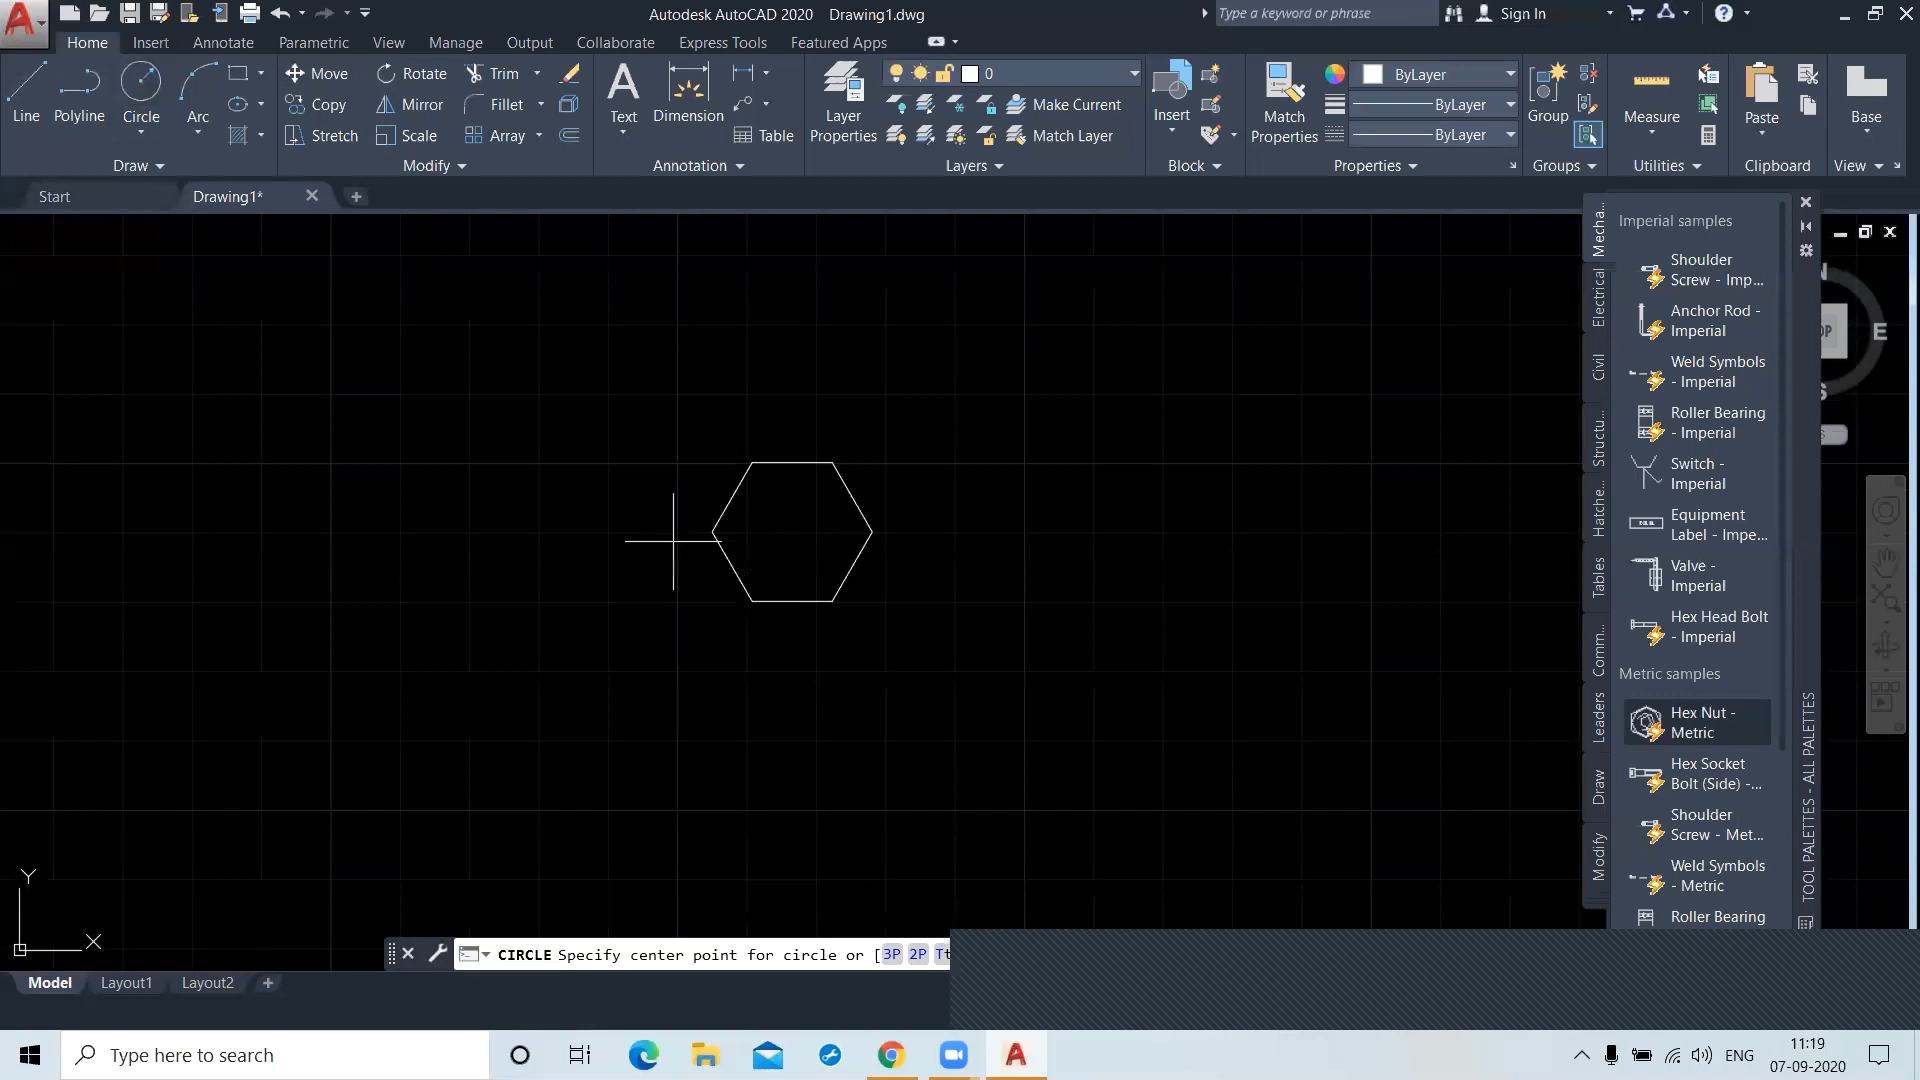 Autodesk AutoCAD 2020 Drawing1.dwg
Type a keyword or phrase
Sign In
Home Insert Annotate Parametric View Manage Output Collaborate Express Tools Featured Apps
Line Polyline Circle Arc
Draw
Move Rotate Trim
Copy Mirror Fillet
Stretch Scale Array
Modify
Text Dimension Table
Annotation
Layer Properties
0
Make Current
Match Layer
Layers
Insert
Block
Match Properties
ByLayer
ByLayer
ByLayer
Properties
Group
Groups
Measure
Utilities
Paste
Clipboard
Base
View
Start Drawing1*
Mecha...
Electrical
Civil
Structu...
Hatche...
Tables
Comm...
Leaders
Draw
Modify
Imperial samples
Shoulder
Screw - Imp...
Anchor Rod -
Imperial
Weld Symbols
- Imperial
Roller Bearing
- Imperial
Switch -
Imperial
Equipment
Label - Impe...
Valve -
Imperial
Hex Head Bolt
- Imperial
Metric samples
Hex Nut -
Metric
Hex Socket
Bolt (Side) -...
Shoulder
Screw - Met...
Weld Symbols
- Metric
Roller Bearing
TOOL PALETTES - ALL PALETTES
E
Y
X
CIRCLE Specify center point for circle or [3P 2P Tt
Model Layout1 Layout2
Type here to search
ENG
11:19
07-09-2020